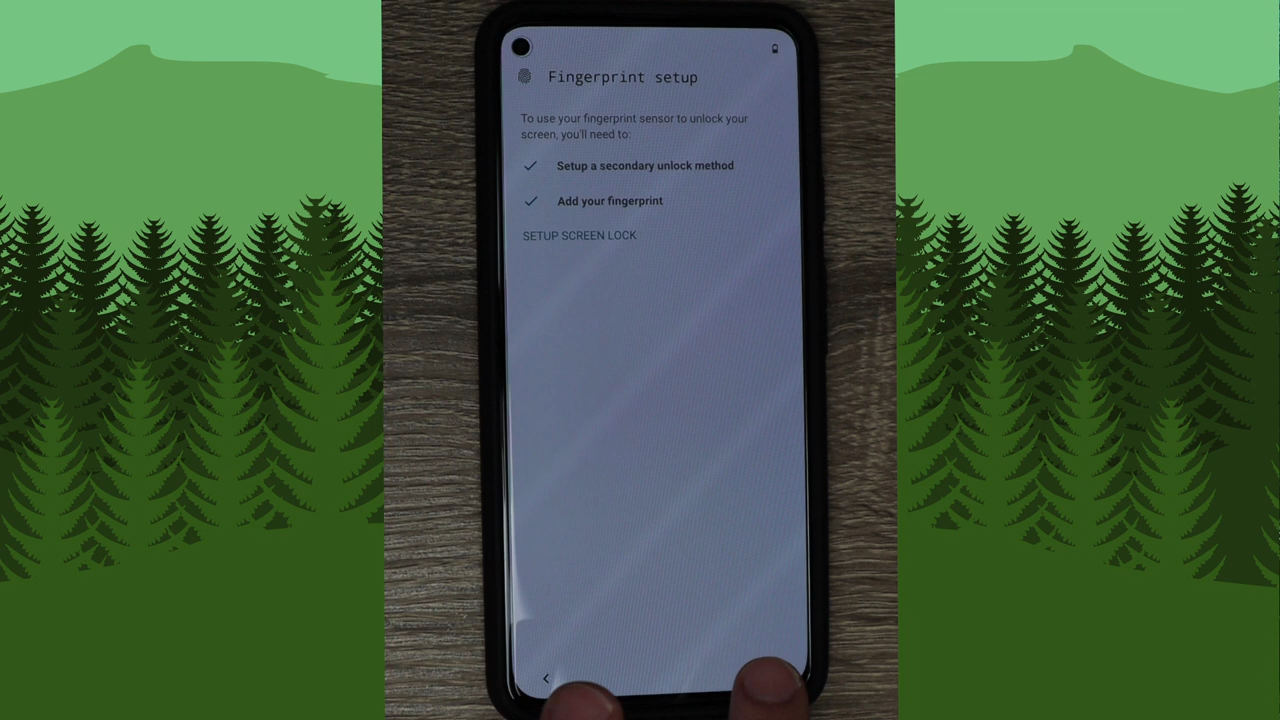 Fingerprint setup
To use your fingerprint sensor to unlock your
screen, you'll need to:
Setup a secondary unlock method
Add your fingerprint
SETUP SCREEN LOCK